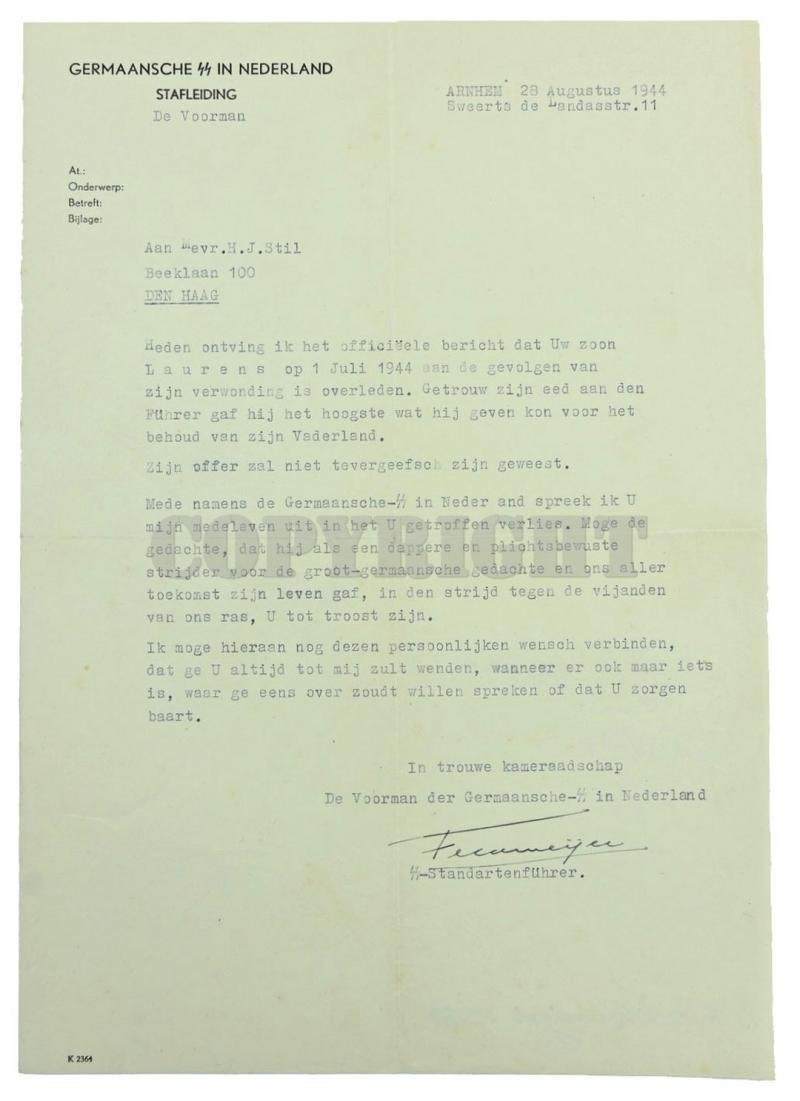 GERMAANSCHE ᛋᛋ IN NEDERLAND
STAFLEIDING
De Voorman
ARNHEM 28 Augustus 1944
Sweerts de Landasstr.11
At.:
Onderwerp:
Betreft:
Bijlage:
Aan Mevr.H.J.Stil
Beeklaan 100
DEN HAAG
Heden ontving ik het officiëele bericht dat Uw zoon
L a u r e n s op 1 Juli 1944 aan de gevolgen van
zijn verwonding is overleden. Getrouw zijn eed aan den
Führer gaf hij het hoogste wat hij geven kon voor het
behoud van zijn Vaderland.
Zijn offer zal niet tevergeefsch zijn geweest.
Mede namens de Germaansche-ᛋᛋ in Neder and spreek ik U
mijn medeleven uit in het U getroffen verlies. Moge de
gedachte, dat hij als een dappere en plichtsbewuste
strijder voor de groot-germaansche gedachte en ons aller
toekomst zijn leven gaf, in den strijd tegen de vijanden
van ons ras, U tot troost zijn.
Ik moge hieraan nog dezen persoonlijken wensch verbinden,
dat ge U altijd tot mij zult wenden, wanneer er ook maar iets
is, waar ge eens over zoudt willen spreken of dat U zorgen
baart.
In trouwe kameraadschap
De Voorman der Germaansche-ᛋᛋ in Nederland
Feldmeijer
ᛋᛋ-Standartenführer.
K 2364
COPYRIGHT